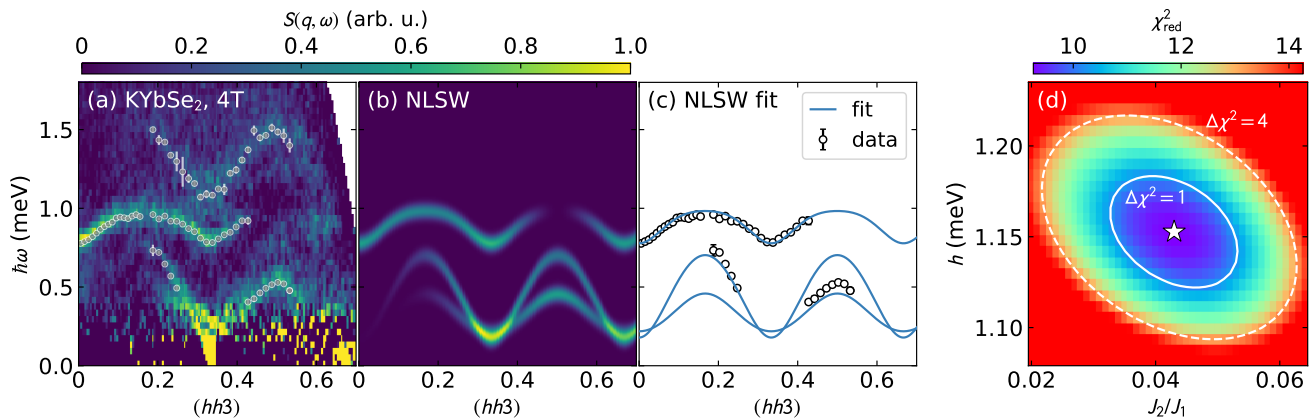 S(q, ω) (arb. u.)
0 0.2 0.4 0.6 0.8 1.0
χ²red
10 12 14
(a) KYbSe₂, 4T
(b) NLSW
(c) NLSW fit
fit
data
(d)
Δχ² = 4
Δχ² = 1
ħω (meV)
1.5
1.0
0.5
0.0
h (meV)
1.20
1.15
1.10
0 0.2 0.4 0.6
(hh3)
0 0.2 0.4 0.6
(hh3)
0 0.2 0.4 0.6
(hh3)
0.02 0.04 0.06
J₂/J₁